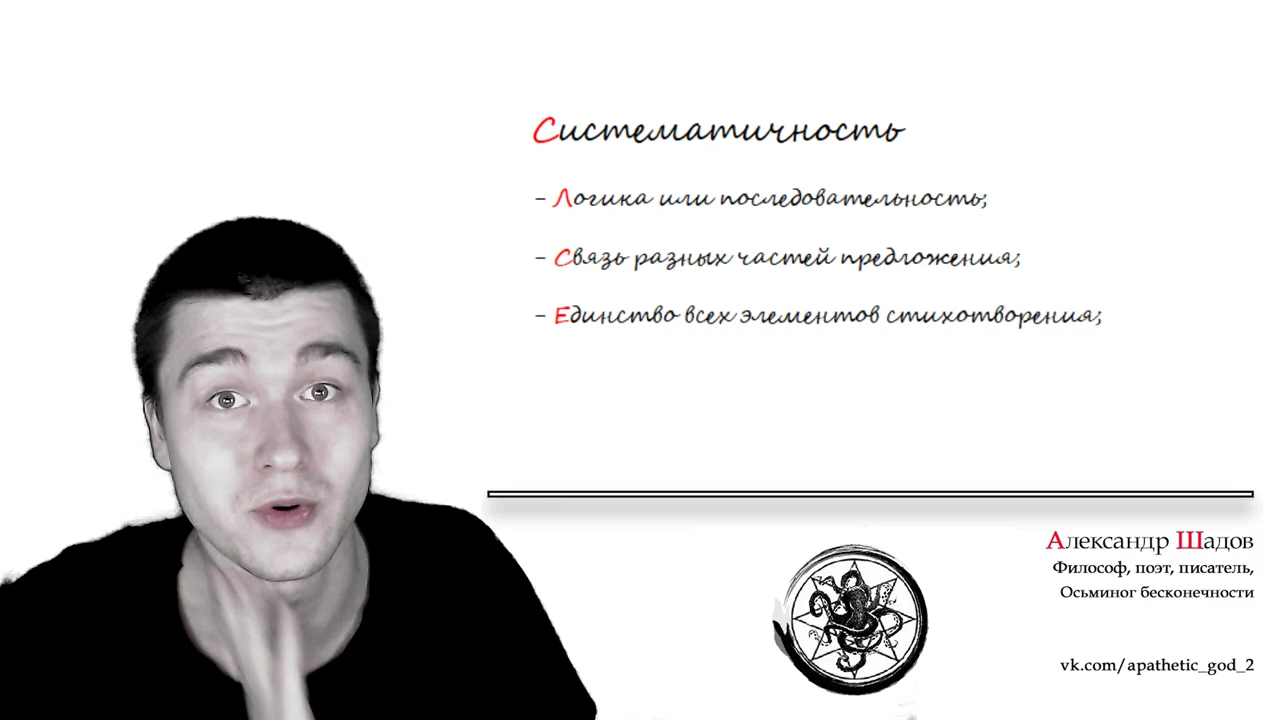 Систематичность
- Логика или последовательность;
- Связь разных частей предложения;
- Единство всех элементов стихотворения;
Александр Шадов
Философ, поэт, писатель,
Осьминог бесконечности
vk.com/apathetic_god_2